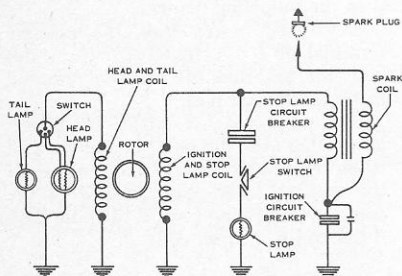 SPARK PLUG
HEAD AND TAIL
LAMP COIL
SWITCH
TAIL
LAMP
HEAD
LAMP
ROTOR
IGNITION
AND STOP
LAMP COIL
STOP LAMP
CIRCUIT
BREAKER
SPARK
COIL
STOP LAMP
SWITCH
IGNITION
CIRCUIT
BREAKER
STOP
LAMP